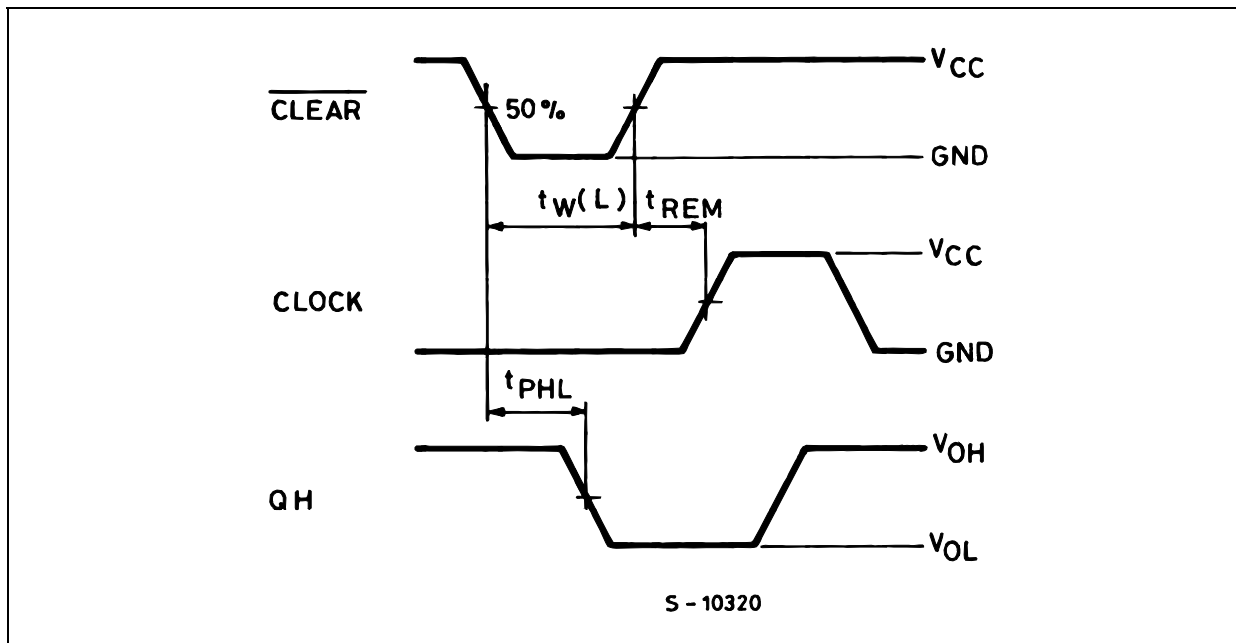 VCC
CLEAR
50%
GND
tW(L)
tREM
VCC
CLOCK
GND
tPHL
VOH
QH
VOL
S-10320